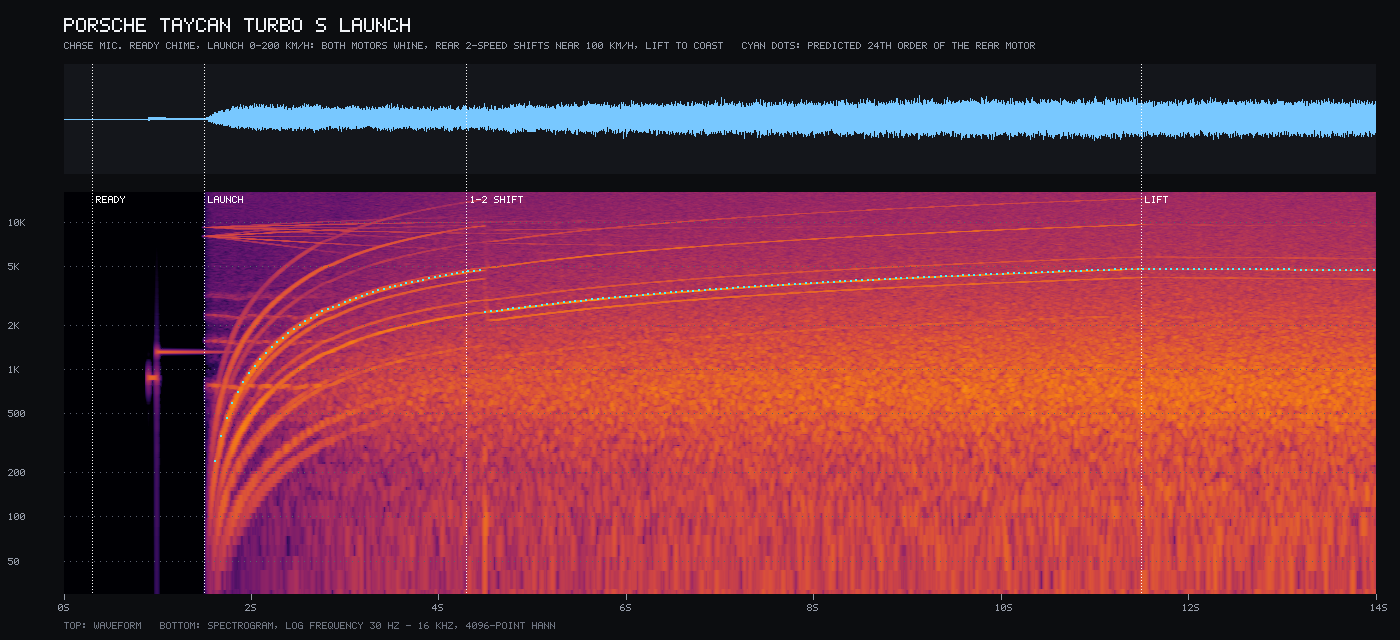 PORSCHE TAYCAN TURBO S LAUNCH
CHASE MIC. READY CHIME, LAUNCH 0-200 KM/H: BOTH MOTORS WHINE, REAR 2-SPEED SHIFTS NEAR 100 KM/H, LIFT TO COAST   CYAN DOTS: PREDICTED 24TH ORDER OF THE REAR MOTOR
READY LAUNCH 1-2 SHIFT LIFT
10K
5K
2K
1K
500
200
100
50
0S 2S 4S 6S 8S 10S 12S 14S
TOP: WAVEFORM   BOTTOM: SPECTROGRAM, LOG FREQUENCY 30 HZ - 16 KHZ, 4096-POINT HANN